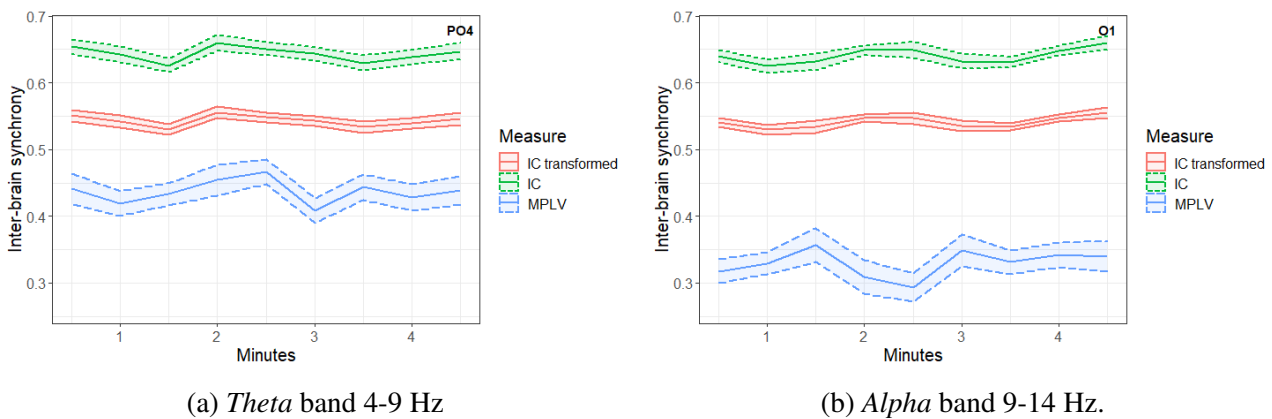 0.7
0.6
0.5
0.4
0.3
Inter-brain synchrony
PO4
1
2
3
4
Minutes
Measure
IC transformed
IC
MPLV
(a) Theta band 4-9 Hz
0.7
0.6
0.5
0.4
0.3
Inter-brain synchrony
O1
1
2
3
4
Minutes
Measure
IC transformed
IC
MPLV
(b) Alpha band 9-14 Hz.